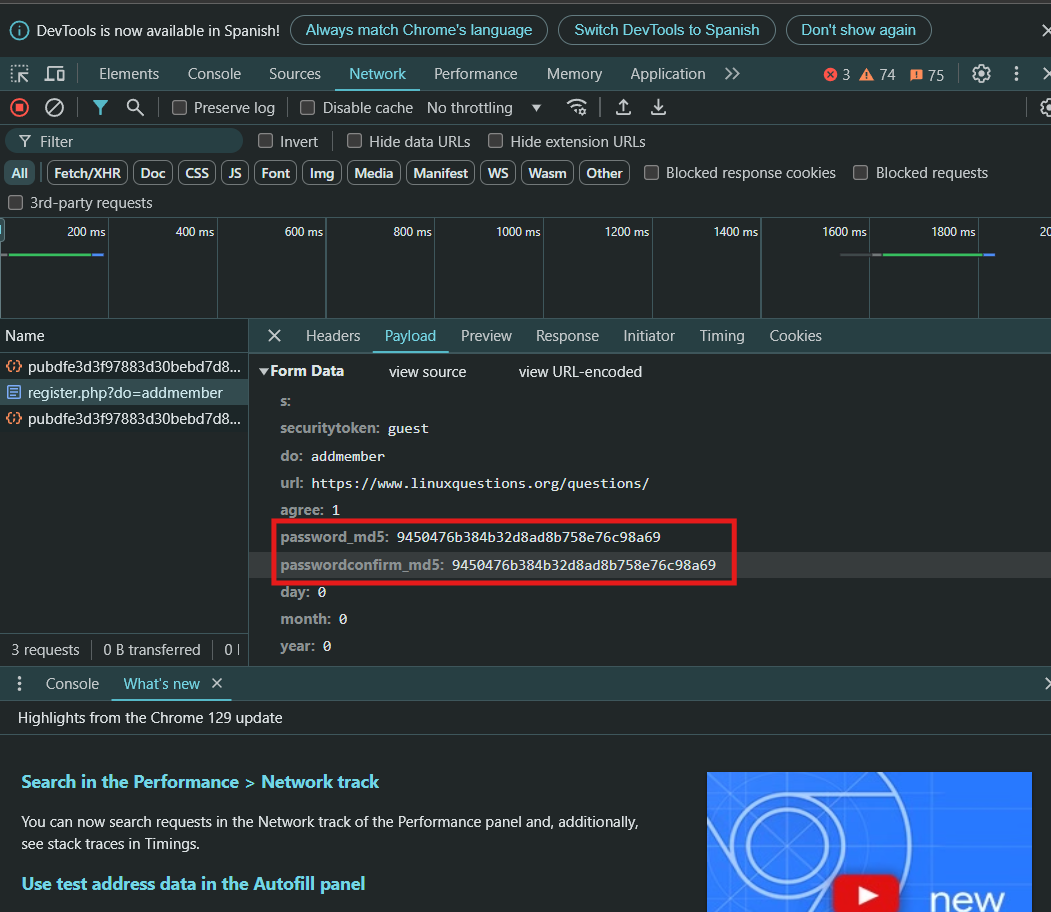 DevTools is now available in Spanish! Always match Chrome's language Switch DevTools to Spanish Don't show again
Elements Console Sources Network Performance Memory Application 3 74 75
Preserve log Disable cache No throttling
Filter Invert Hide data URLs Hide extension URLs
All Fetch/XHR Doc CSS JS Font Img Media Manifest WS Wasm Other Blocked response cookies Blocked requests
3rd-party requests
200 ms 400 ms 600 ms 800 ms 1000 ms 1200 ms 1400 ms 1600 ms 1800 ms 20
Name
pubdfe3d3f97883d30bebd7d8...
register.php?do=addmember
pubdfe3d3f97883d30bebd7d8...
3 requests 0 B transferred 0
Headers Payload Preview Response Initiator Timing Cookies
Form Data view source view URL-encoded
s:
securitytoken: guest
do: addmember
url: https://www.linuxquestions.org/questions/
agree: 1
password_md5: 9450476b384b32d8ad8b758e76c98a69
passwordconfirm_md5: 9450476b384b32d8ad8b758e76c98a69
day: 0
month: 0
year: 0
Console What's new
Highlights from the Chrome 129 update
Search in the Performance > Network track
You can now search requests in the Network track of the Performance panel and, additionally,
see stack traces in Timings.
Use test address data in the Autofill panel
new